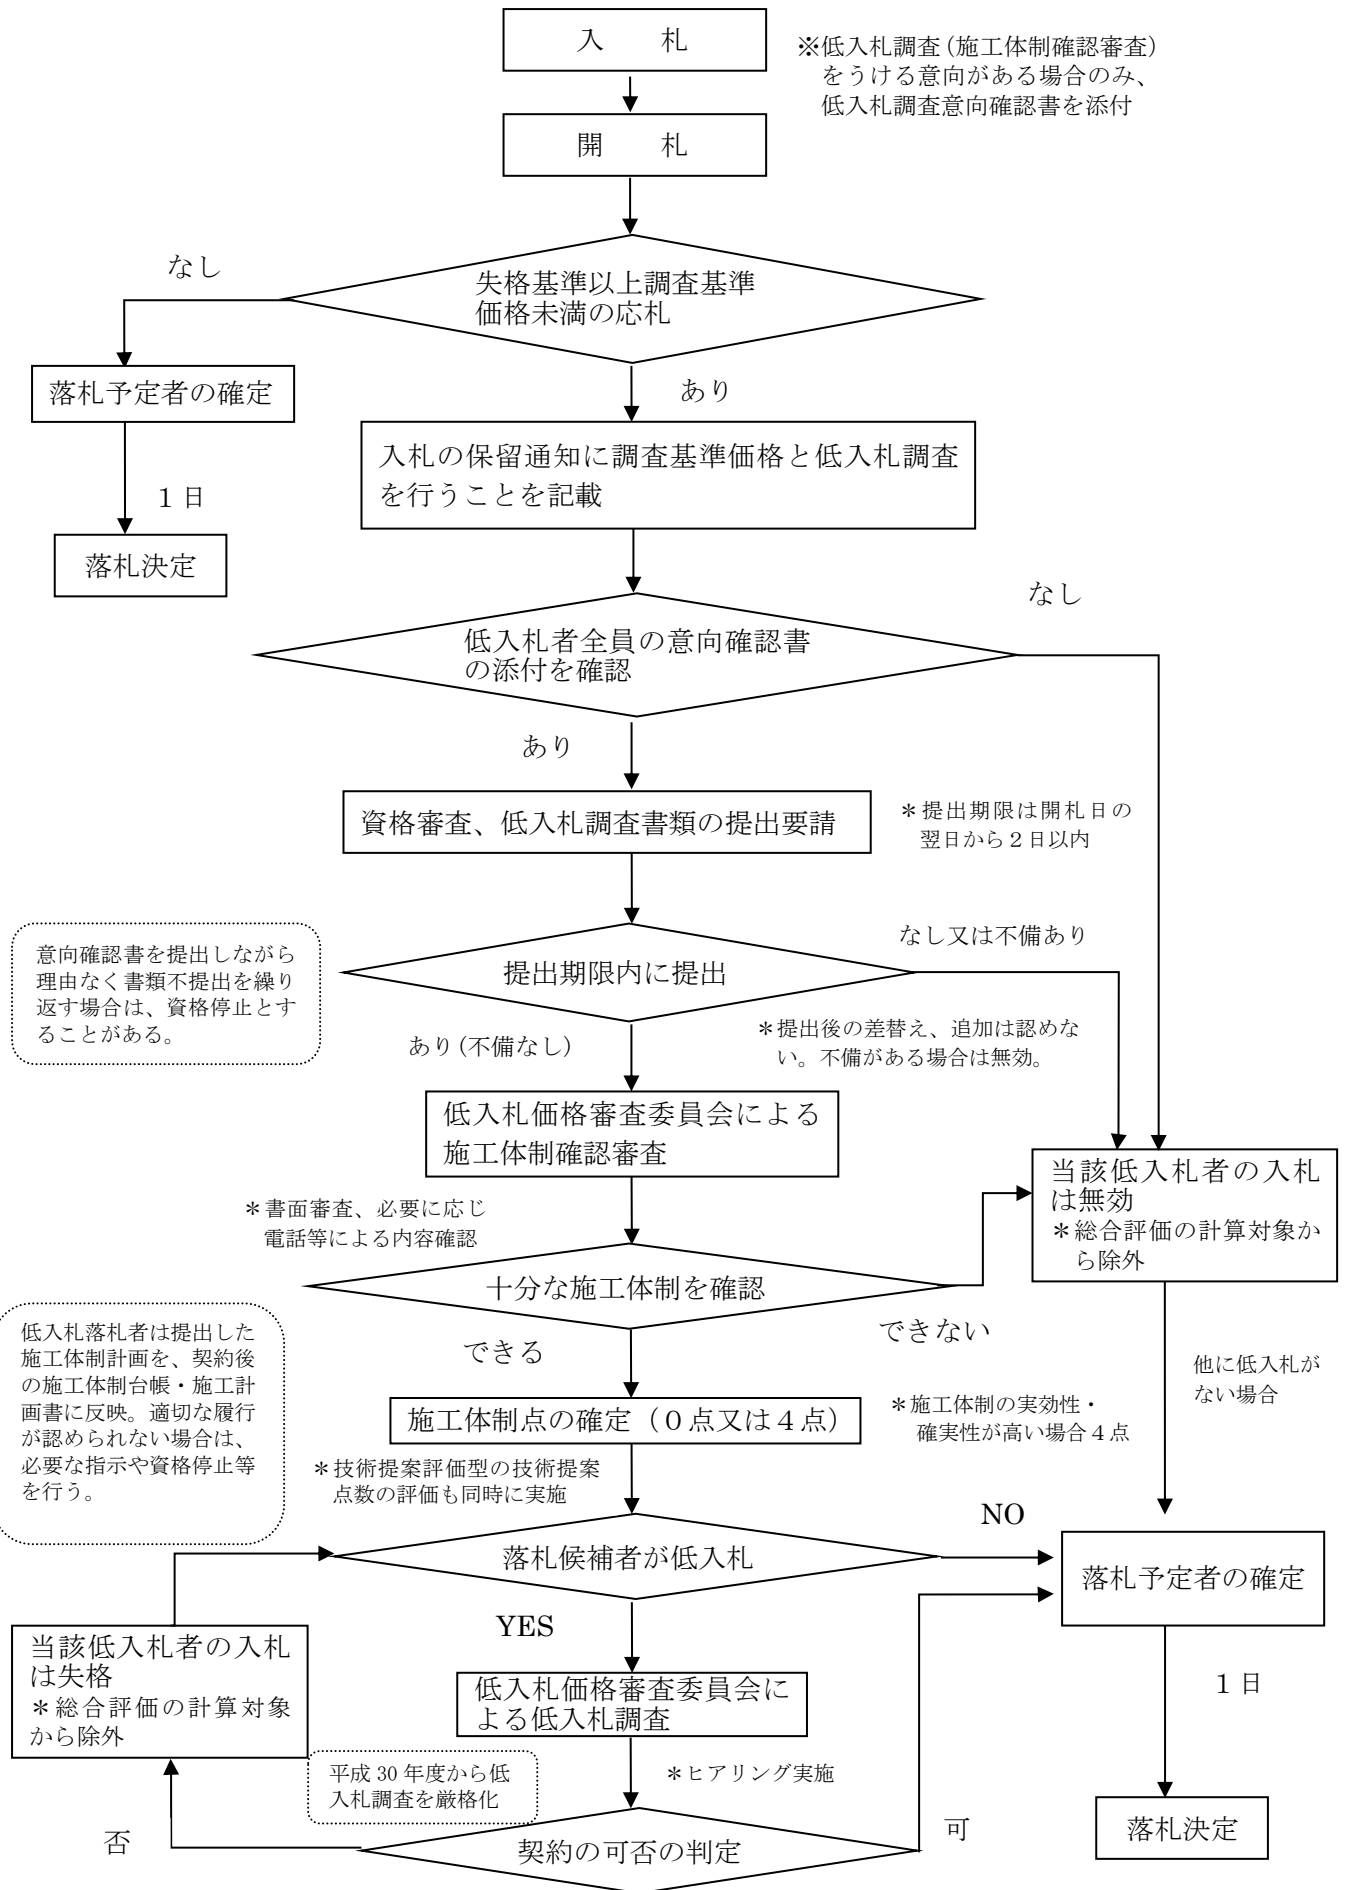 入　　札
※低入札調査(施工体制確認審査)
をうける意向がある場合のみ、
低入札調査意向確認書を添付
開　　札
なし
失格基準以上調査基準
価格未満の応札
落札予定者の確定
あり
入札の保留通知に調査基準価格と低入札調査
を行うことを記載
１日
落札決定
なし
低入札者全員の意向確認書
の添付を確認
あり
資格審査、低入札調査書類の提出要請
＊提出期限は開札日の
翌日から２日以内
意向確認書を提出しながら
理由なく書類不提出を繰り
返す場合は、資格停止とす
ることがある。
なし又は不備あり
提出期限内に提出
あり(不備なし)
＊提出後の差替え、追加は認めな
い。不備がある場合は無効。
低入札価格審査委員会による
施工体制確認審査
当該低入札者の入札
は無効
＊総合評価の計算対象か
ら除外
＊書面審査、必要に応じ
電話等による内容確認
十分な施工体制を確認
できない
できる
低入札落札者は提出した
施工体制計画を、契約後
の施工体制台帳・施工計
画書に反映。適切な履行
が認められない場合は、
必要な指示や資格停止等
を行う。
他に低入札が
ない場合
施工体制点の確定（０点又は４点）
＊施工体制の実効性・
確実性が高い場合４点
＊技術提案評価型の技術提案
点数の評価も同時に実施
NO
落札候補者が低入札
落札予定者の確定
YES
当該低入札者の入札
は失格
＊総合評価の計算対象
から除外
低入札価格審査委員会に
よる低入札調査
１日
平成 30 年度から低
入札調査を厳格化
＊ヒアリング実施
否
契約の可否の判定
可
落札決定